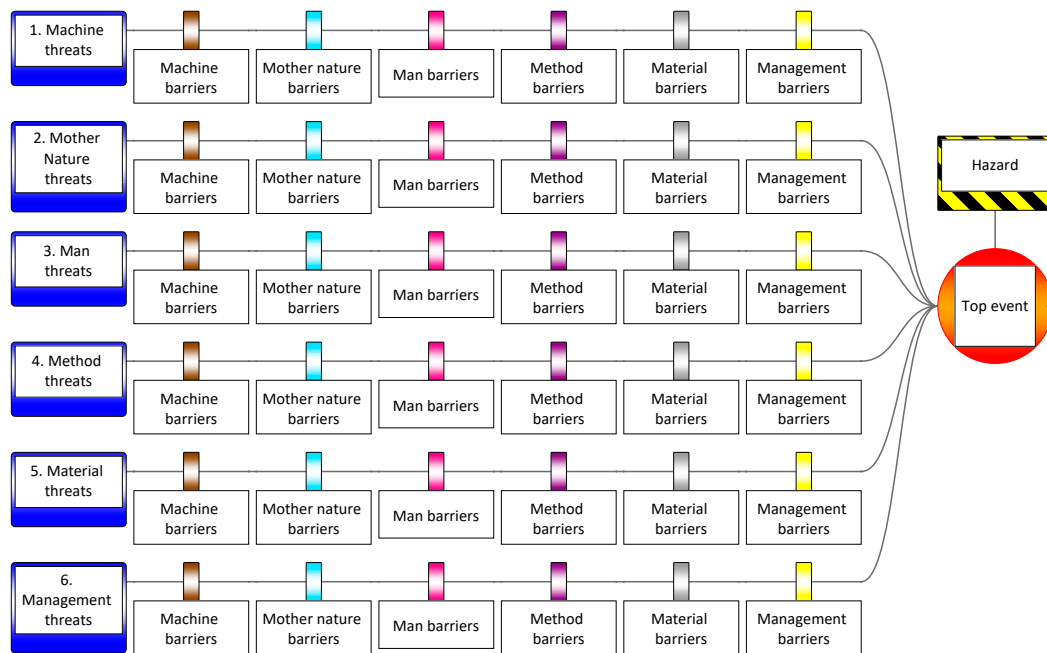 1. Machine
threats
Machine
barriers
Mother nature
barriers
Man barriers
Method
barriers
Material
barriers
Management
barriers
2. Mother
Nature
threats
Machine
barriers
Mother nature
barriers
Man barriers
Method
barriers
Material
barriers
Management
barriers
Hazard
3. Man
threats
Machine
barriers
Mother nature
barriers
Man barriers
Method
barriers
Material
barriers
Management
barriers
Top event
4. Method
threats
Machine
barriers
Mother nature
barriers
Man barriers
Method
barriers
Material
barriers
Management
barriers
5. Material
threats
Machine
barriers
Mother nature
barriers
Man barriers
Method
barriers
Material
barriers
Management
barriers
6.
Management
threats
Machine
barriers
Mother nature
barriers
Man barriers
Method
barriers
Material
barriers
Management
barriers